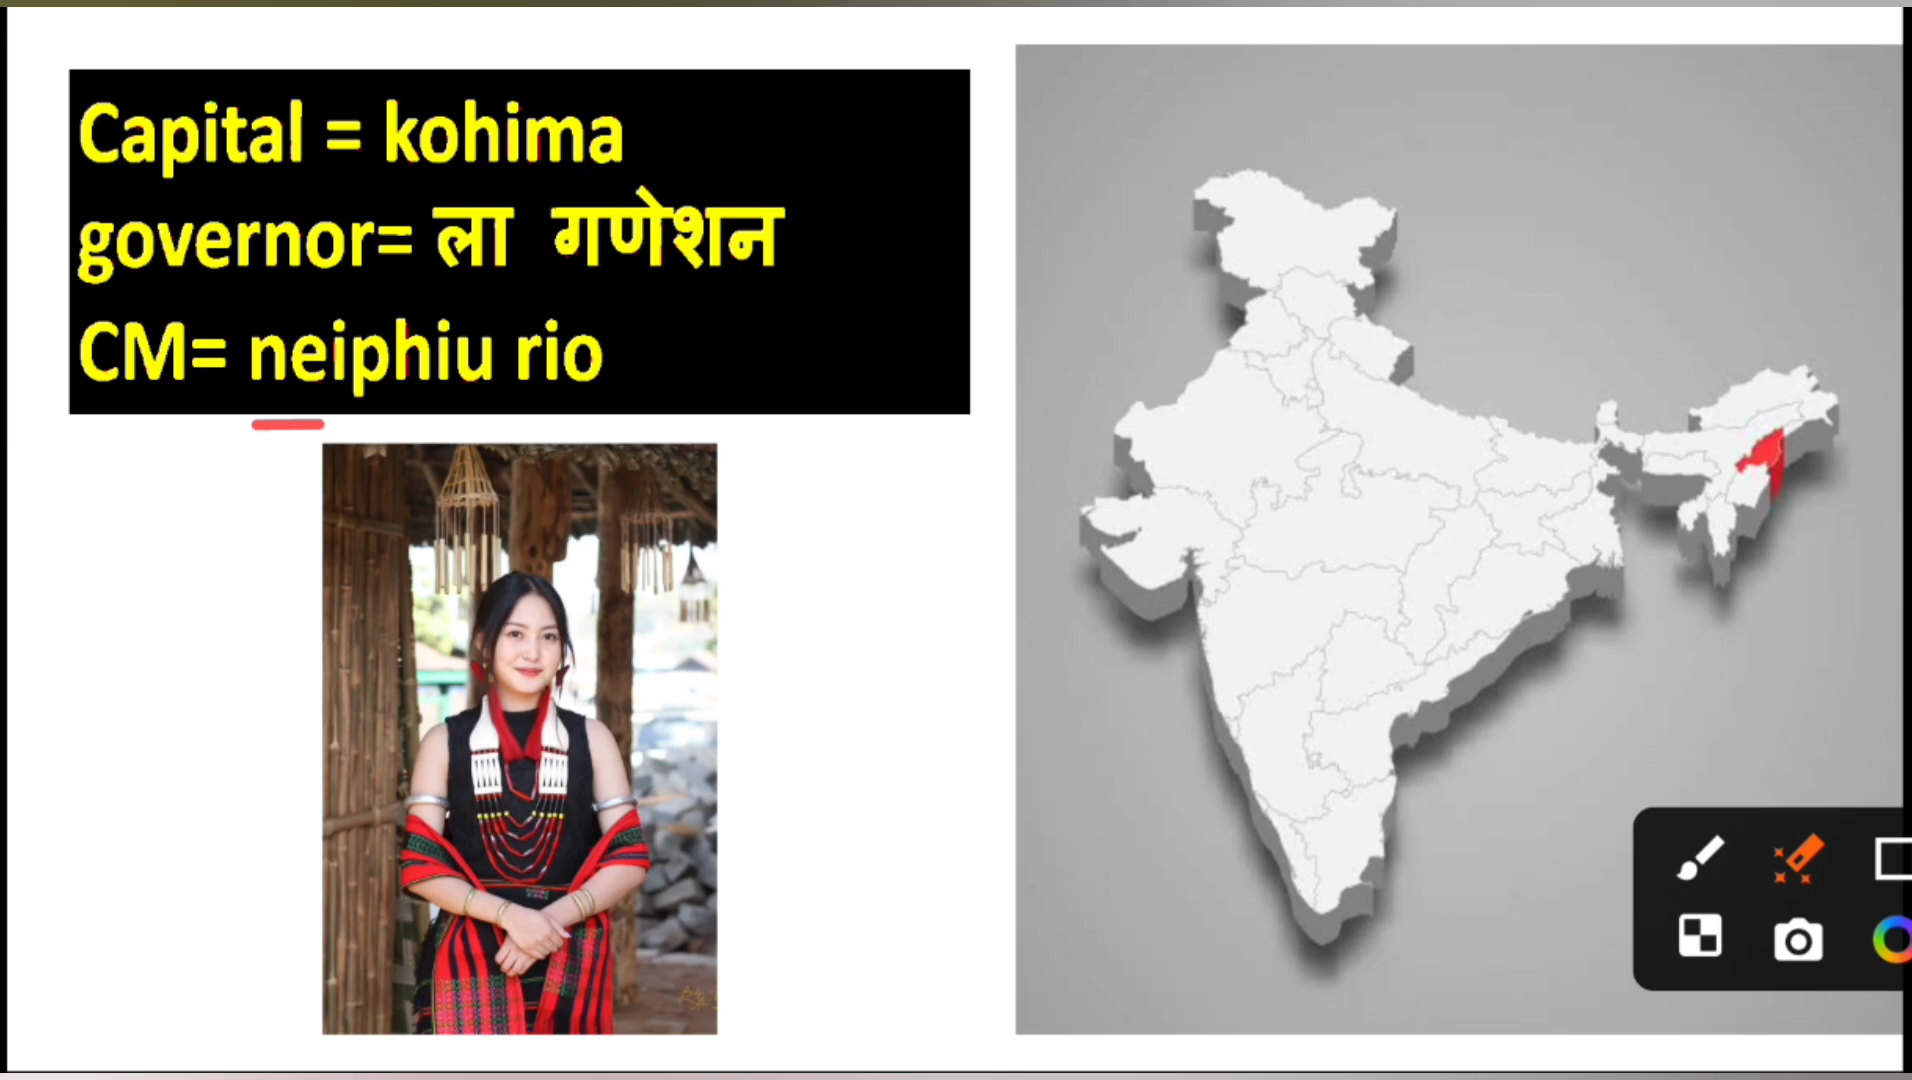 Capital = kohima
governor= ला गणेशन
CM= neiphiu rio